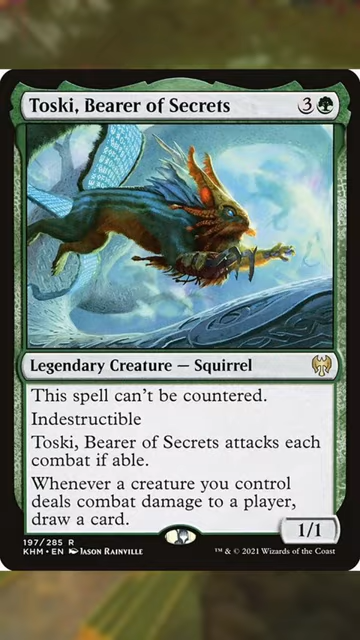 Toski, Bearer of Secrets 3
Legendary Creature — Squirrel
This spell can't be countered.
Indestructible
Toski, Bearer of Secrets attacks each
combat if able.
Whenever a creature you control
deals combat damage to a player,
draw a card.
1/1
197/285 R
KHM • EN Jason Rainville
™ & © 2021 Wizards of the Coast